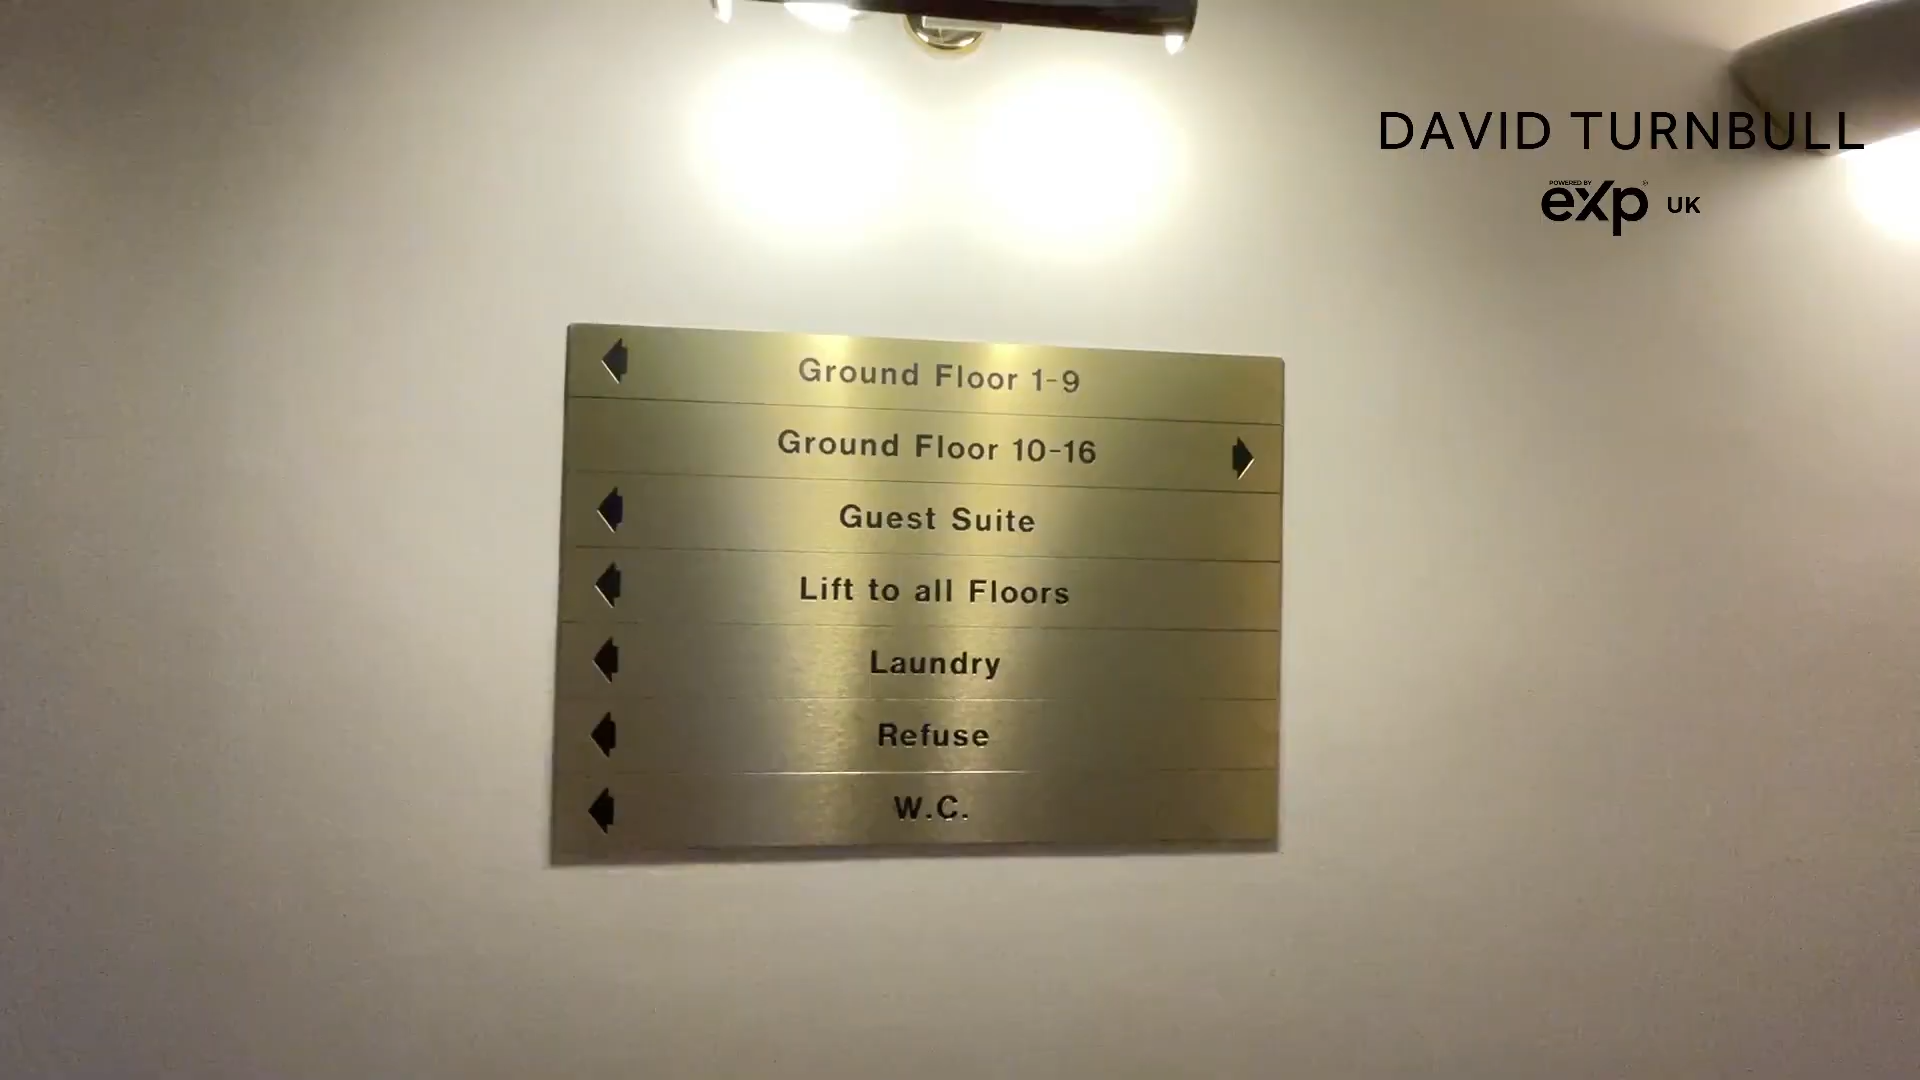 DAVID TURNBULL
POWERED BY
eXp UK
Ground Floor 1-9
Ground Floor 10-16
Guest Suite
Lift to all Floors
Laundry
Refuse
W.C.